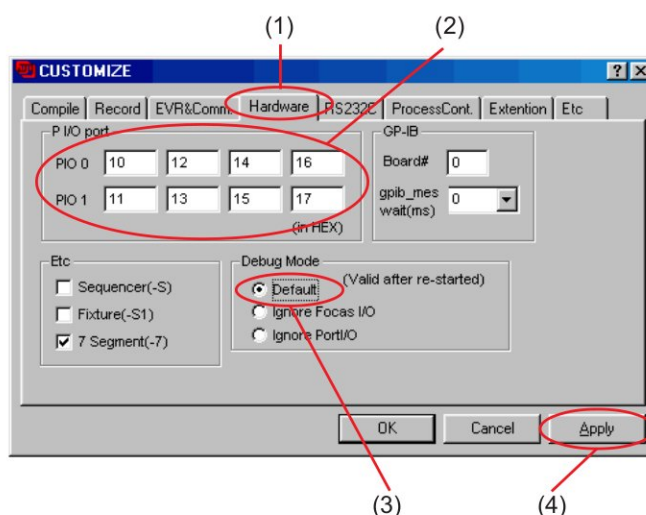 (1) (2)
CUSTOMIZE
Compile Record EVR&Comm. Hardware RS232C ProcessCont. Extention Etc
P I/O port GP-IB
PIO 0 10 12 14 16 Board# 0
PIO 1 11 13 15 17 gpib_mes wait(ms) 0
(in HEX)
Etc Debug Mode
Sequencer(-S) Default (Valid after re-started)
Fixture(-S1) Ignore Focas I/O
7 Segment(-7) Ignore PortI/O
OK Cancel Apply
(3) (4)